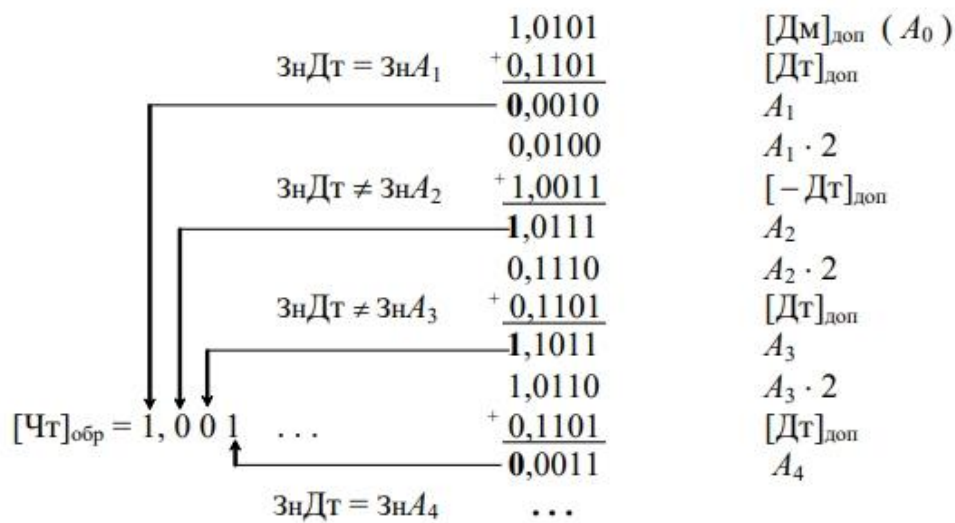 1,0101 [Дм]доп ( A0 )
ЗнДт = ЗнA1 + 0,1101 [Дт]доп
0,0010 A1
0,0100 A1 · 2
ЗнДт ≠ ЗнA2 + 1,0011 [ – Дт]доп
1,0111 A2
0,1110 A2 · 2
ЗнДт ≠ ЗнA3 + 0,1101 [Дт]доп
1,1011 A3
1,0110 A3 · 2
[Чт]обр = 1, 0 0 1 . . . + 0,1101 [Дт]доп
0,0011 A4
ЗнДт = ЗнA4 . . .